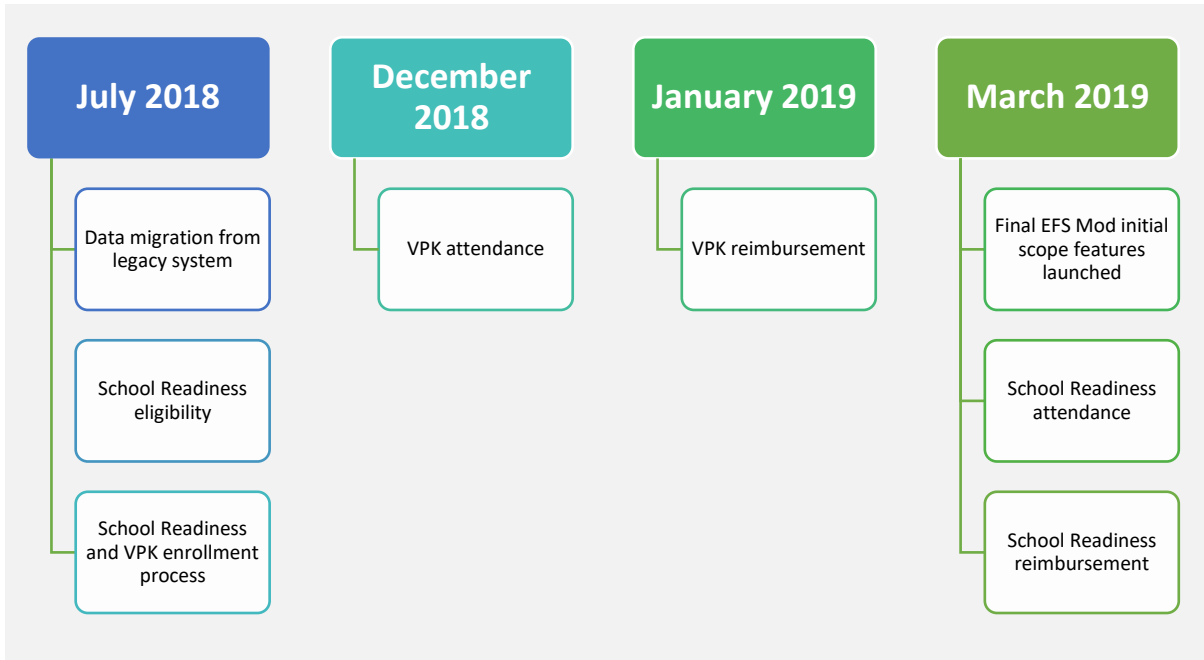 July 2018
Data migration from
legacy system
School Readiness
eligibility
School Readiness
and VPK enrollment
process
December
2018
VPK attendance
January 2019
VPK reimbursement
March 2019
Final EFS Mod initial
scope features
launched
School Readiness
attendance
School Readiness
reimbursement